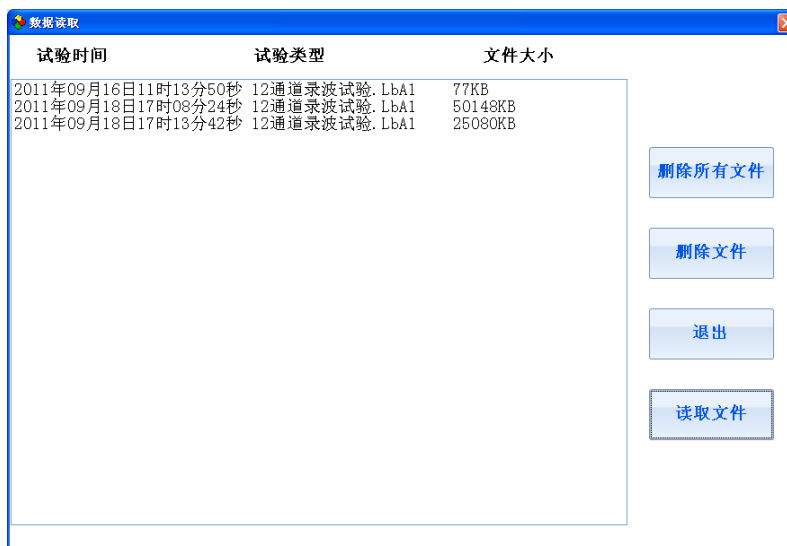 数据读取
试验时间 试验类型 文件大小
2011年09月16日11时13分50秒 12通道录波试验.LbA1 77KB
2011年09月18日17时08分24秒 12通道录波试验.LbA1 50148KB
2011年09月18日17时13分42秒 12通道录波试验.LbA1 25080KB
删除所有文件
删除文件
退出
读取文件